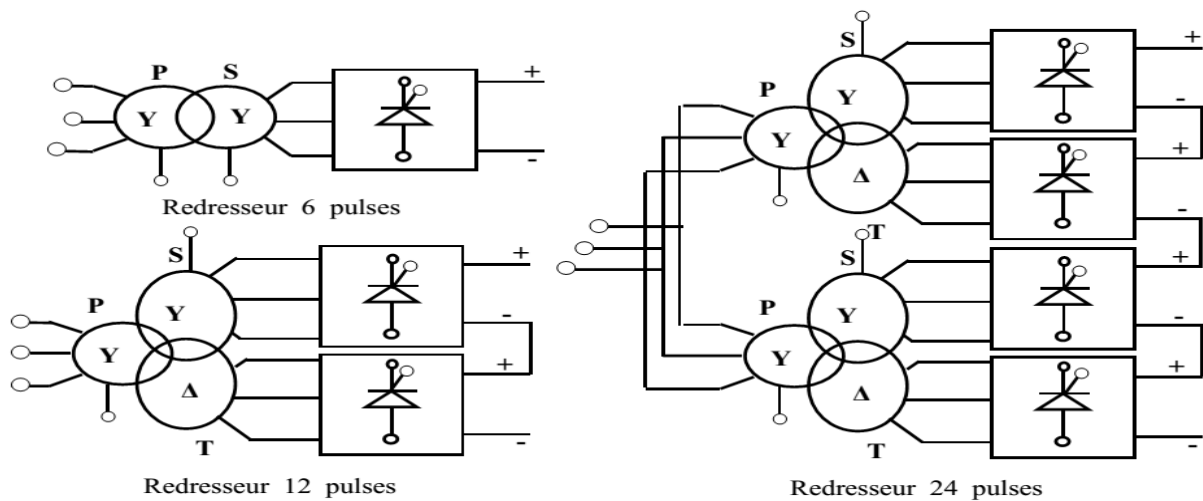 P S
Y Y
+
-
Redresseur 6 pulses
S
P
Y
Y
Δ
T
+
-
+
-
Redresseur 12 pulses
S
P
Y
Y
Δ
T
+
-
+
-
S
P
Y
Y
Δ
T
+
-
+
-
Redresseur 24 pulses